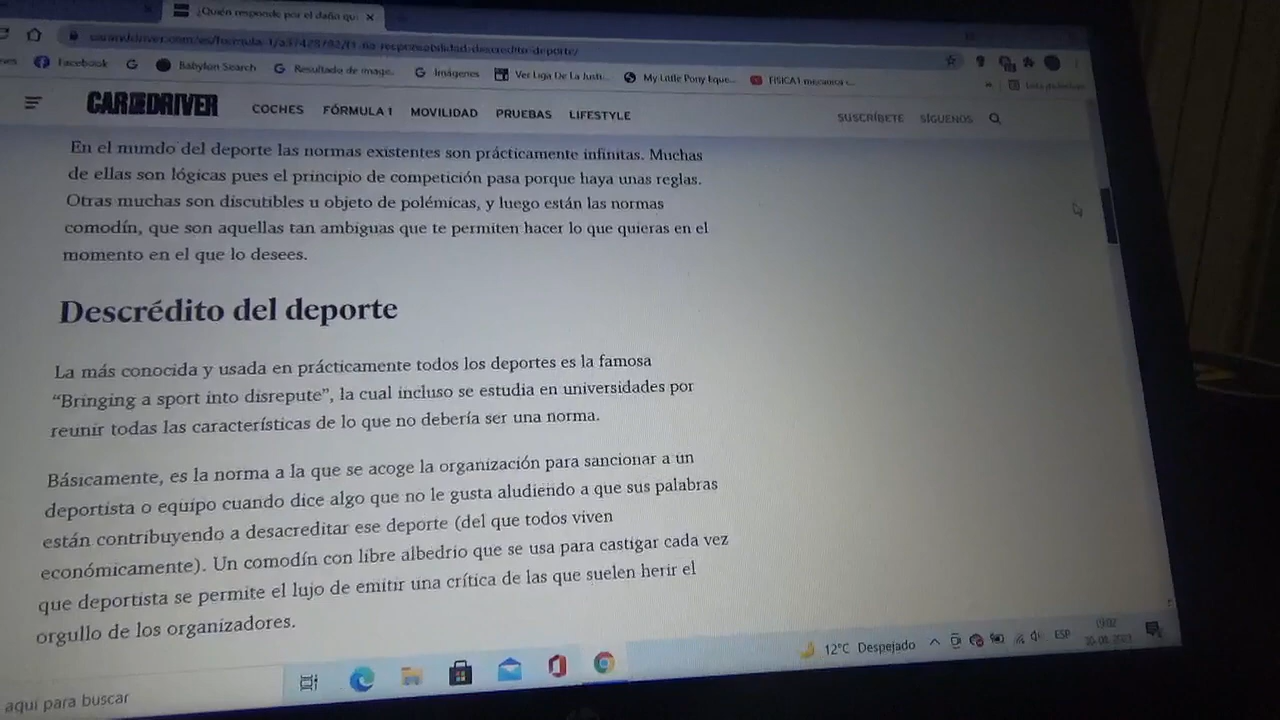 ¿Quién responde por el daño qu
Facebook
Babylon Search
Resultado de image...
Imágenes
Ver Liga De La Justi...
My Little Pony Eque...
FISICA1 mecanica c...
CAR AND DRIVER
COCHES
FÓRMULA 1
MOVILIDAD
PRUEBAS
LIFESTYLE
SUSCRÍBETE
SÍGUENOS
En el mundo del deporte las normas existentes son prácticamente infinitas. Muchas
de ellas son lógicas pues el principio de competición pasa porque haya unas reglas.
Otras muchas son discutibles u objeto de polémicas, y luego están las normas
comodín, que son aquellas tan ambiguas que te permiten hacer lo que quieras en el
momento en el que lo desees.
Descrédito del deporte
La más conocida y usada en prácticamente todos los deportes es la famosa
“Bringing a sport into disrepute”, la cual incluso se estudia en universidades por
reunir todas las características de lo que no debería ser una norma.
Básicamente, es la norma a la que se acoge la organización para sancionar a un
deportista o equipo cuando dice algo que no le gusta aludiendo a que sus palabras
están contribuyendo a desacreditar ese deporte (del que todos viven
económicamente). Un comodín con libre albedrio que se usa para castigar cada vez
que deportista se permite el lujo de emitir una crítica de las que suelen herir el
orgullo de los organizadores.
aquí para buscar
12°C Despejado
ESP
19:02